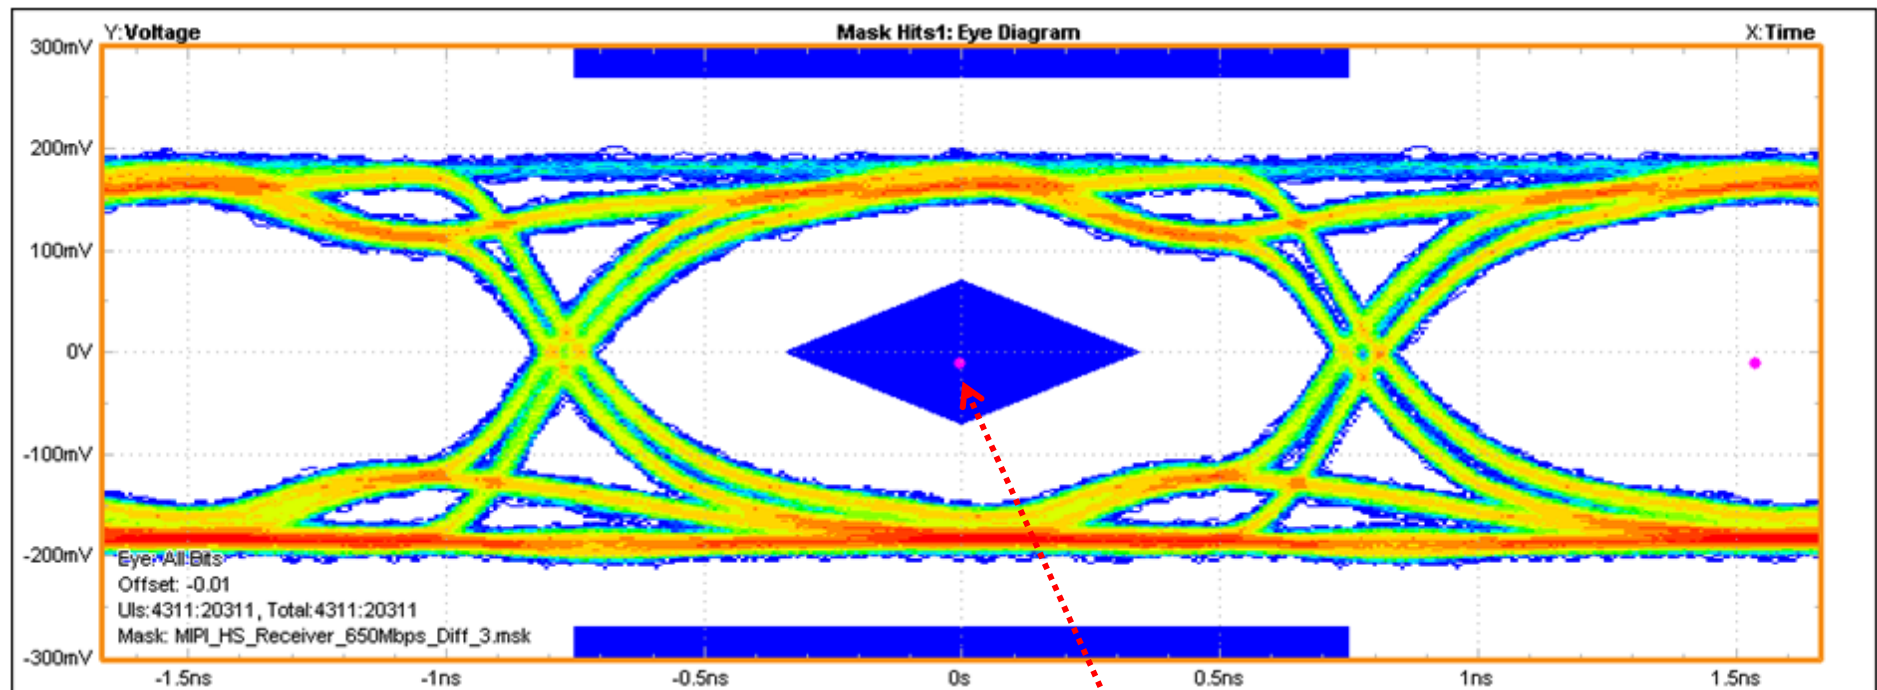 Y:Voltage
Mask Hits1: Eye Diagram
X:Time
300mV
200mV
100mV
0V
-100mV
-200mV
-300mV
Eye: All Bits
Offset: -0.01
UIs:4311:20311, Total:4311:20311
Mask: MIPI_HS_Receiver_650Mbps_Diff_3.msk
-1.5ns
-1ns
-0.5ns
0s
0.5ns
1ns
1.5ns